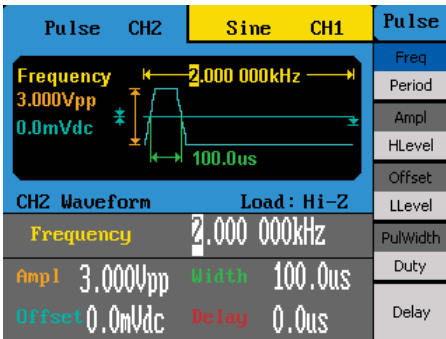 Pulse CH2 Sine CH1 Pulse
Frequency 2.000 000kHz
3.000Vpp
0.0mVdc
100.0us
CH2 Waveform Load: Hi-Z
Frequency 2.000 000kHz
Ampl 3.000Vpp Width 100.0us
Offset 0.0mVdc Delay 0.0us
Freq
Period
Ampl
HLevel
Offset
LLevel
PulWidth
Duty
Delay